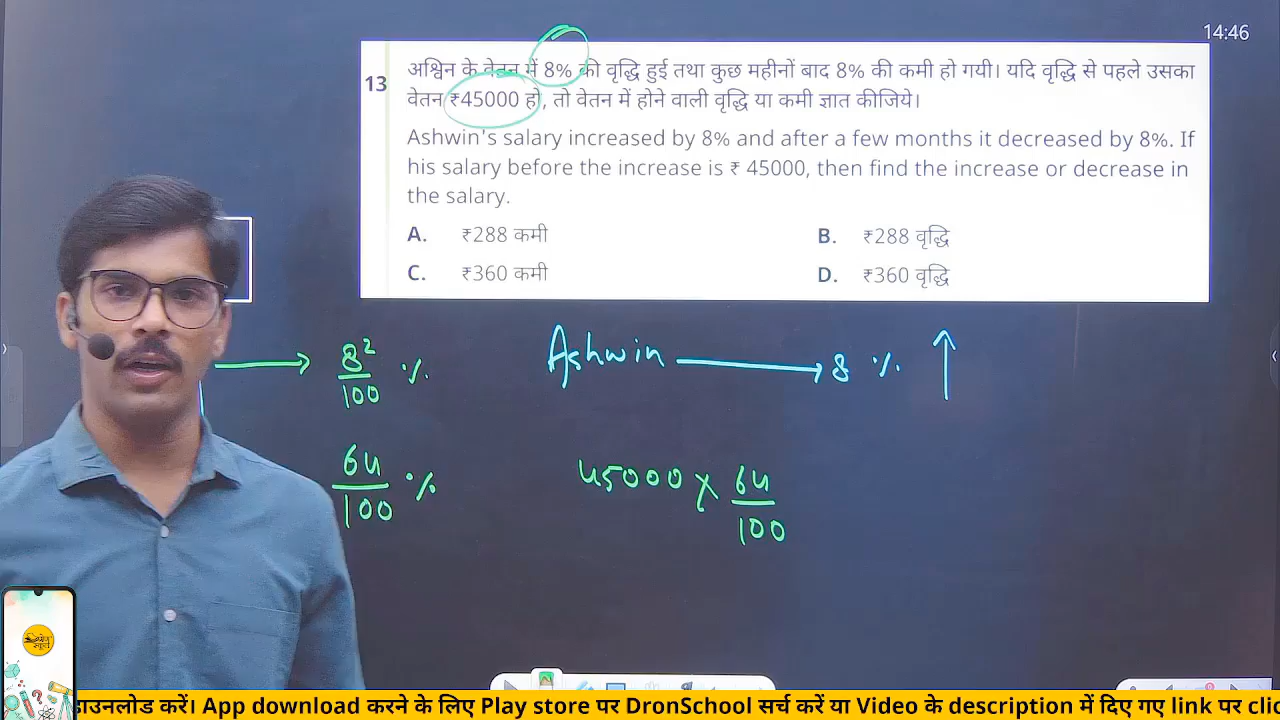 14:46
13
अश्विन के वेतन में 8% की वृद्धि हुई तथा कुछ महीनों बाद 8% की कमी हो गयी। यदि वृद्धि से पहले उसका
वेतन ₹45000 हो, तो वेतन में होने वाली वृद्धि या कमी ज्ञात कीजिये।
Ashwin's salary increased by 8% and after a few months it decreased by 8%. If
his salary before the increase is ₹ 45000, then find the increase or decrease in
the salary.
A. ₹288 कमी B. ₹288 वृद्धि
C. ₹360 कमी D. ₹360 वृद्धि
8²/100 % Ashwin 8 % ↑
64/100 % 45000 × 64/100
डाउनलोड करें। App download करने के लिए Play store पर DronSchool सर्च करें या Video के description में दिए गए link पर clic